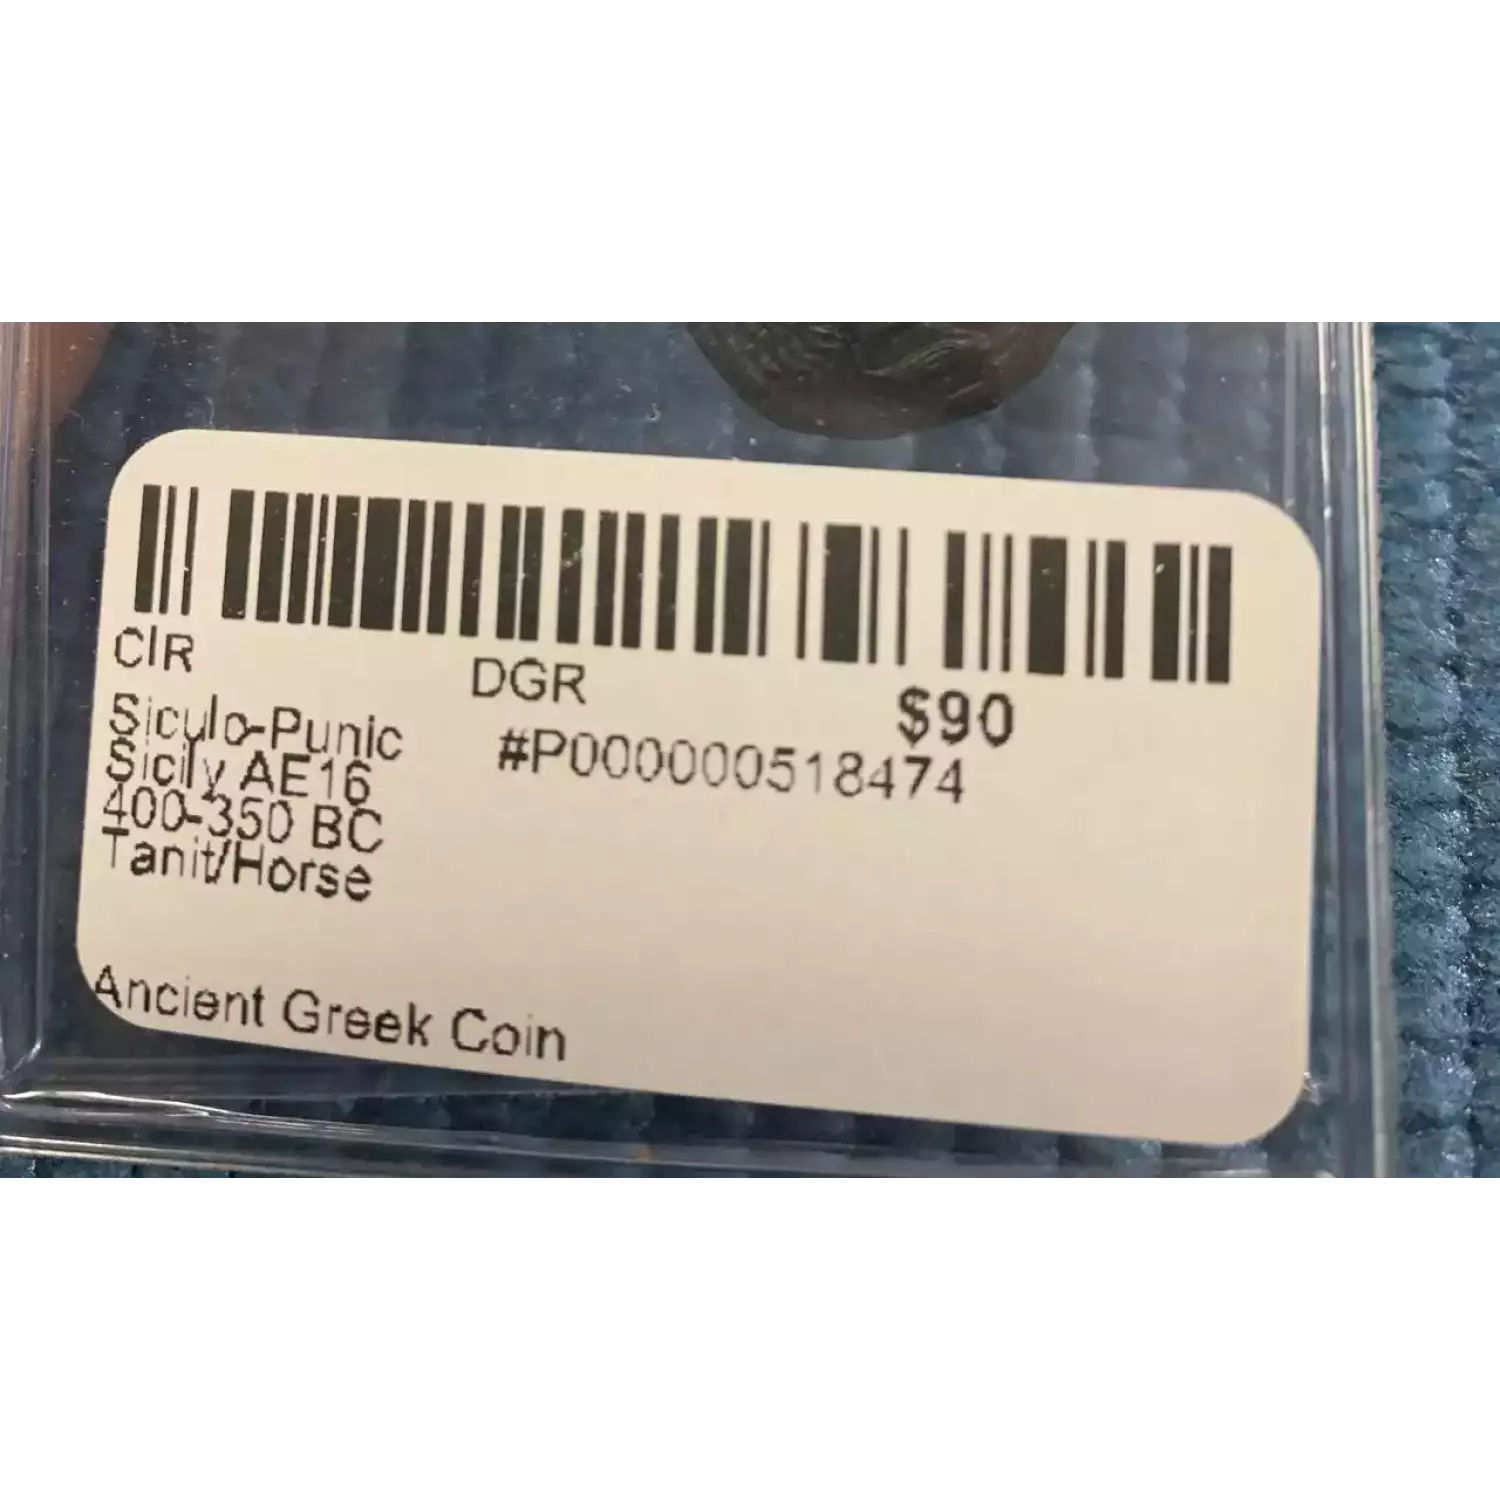 CIR DGR $90
Siculo-Punic #P000000518474
Sicily AE16
400-350 BC
Tanit/Horse
Ancient Greek Coin